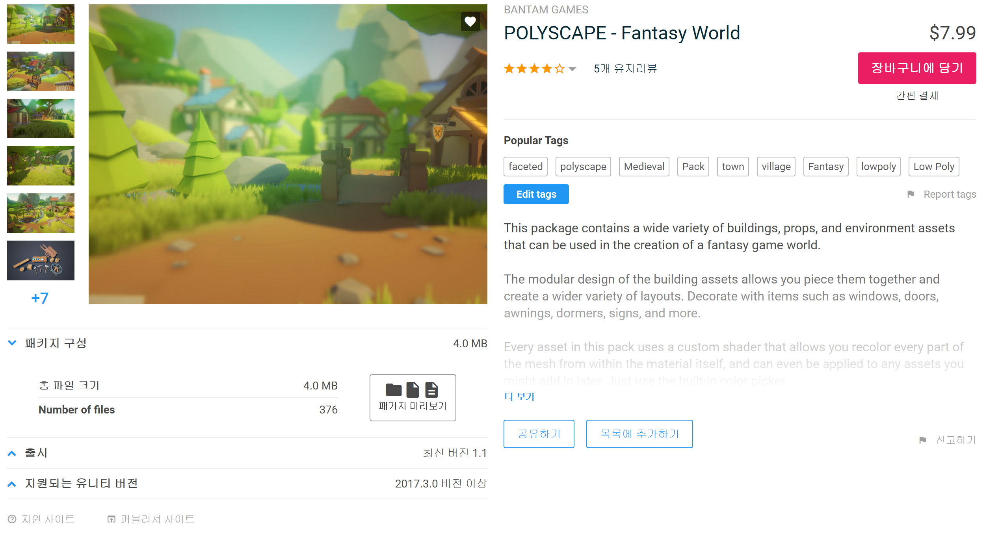 BANTAM GAMES
POLYSCAPE - Fantasy World
$7.99
5개 유저리뷰
장바구니에 담기
간편 결제
Popular Tags
faceted polyscape Medieval Pack town village Fantasy lowpoly Low Poly
Edit tags
Report tags
This package contains a wide variety of buildings, props, and environment assets
that can be used in the creation of a fantasy game world.
The modular design of the building assets allows you piece them together and
create a wider variety of layouts. Decorate with items such as windows, doors,
awnings, dormers, signs, and more.
Every asset in this pack uses a custom shader that allows you recolor every part of
the mesh from within the material itself, and can even be applied to any assets you
might add in later. Just use the built-in color picker.
더 보기
공유하기
목록에 추가하기
신고하기
+7
패키지 구성
4.0 MB
총 파일 크기
4.0 MB
Number of files
376
패키지 미리보기
출시
최신 버전 1.1
지원되는 유니티 버전
2017.3.0 버전 이상
지원 사이트
퍼블리셔 사이트